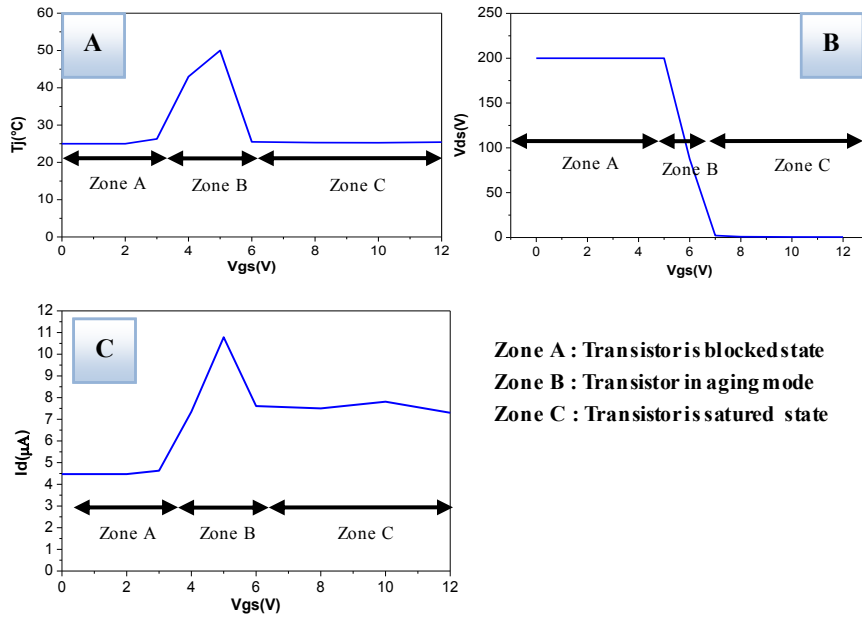 A
60
50
40
30
20
10
0
Tj(°C)
Zone A
Zone B
Zone C
0 2 4 6 8 10 12
Vgs(V)
B
200
150
100
50
0
Vds(V)
Zone A
Zone B
Zone C
0 2 4 6 8 10 12
Vgs(V)
C
12
11
10
9
8
7
6
5
4
3
2
1
0
Id(µA)
Zone A
Zone B
Zone C
0 2 4 6 8 10 12
Vgs(V)
Zone A : Transistor is blocked state
Zone B : Transistor in aging mode
Zone C : Transistor is satured state